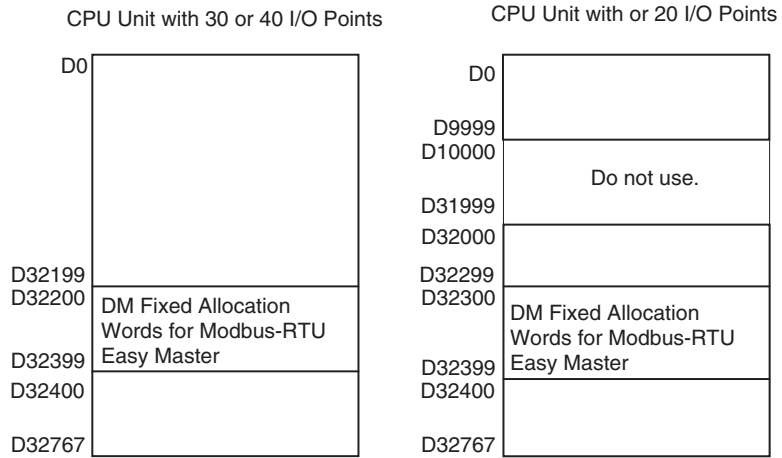 CPU Unit with 30 or 40 I/O Points
D0
D32199
D32200
DM Fixed Allocation
Words for Modbus-RTU
Easy Master
D32399
D32400
D32767
CPU Unit with or 20 I/O Points
D0
D9999
D10000
Do not use.
D31999
D32000
D32299
D32300
DM Fixed Allocation
Words for Modbus-RTU
Easy Master
D32399
D32400
D32767